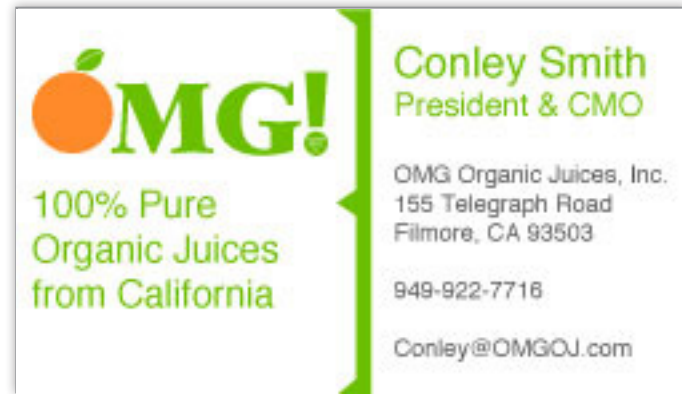 OMG!
100% Pure
Organic Juices
from California
Conley Smith
President & CMO
OMG Organic Juices, Inc.
155 Telegraph Road
Filmore, CA 93503
949-922-7716
Conley@OMGOJ.com